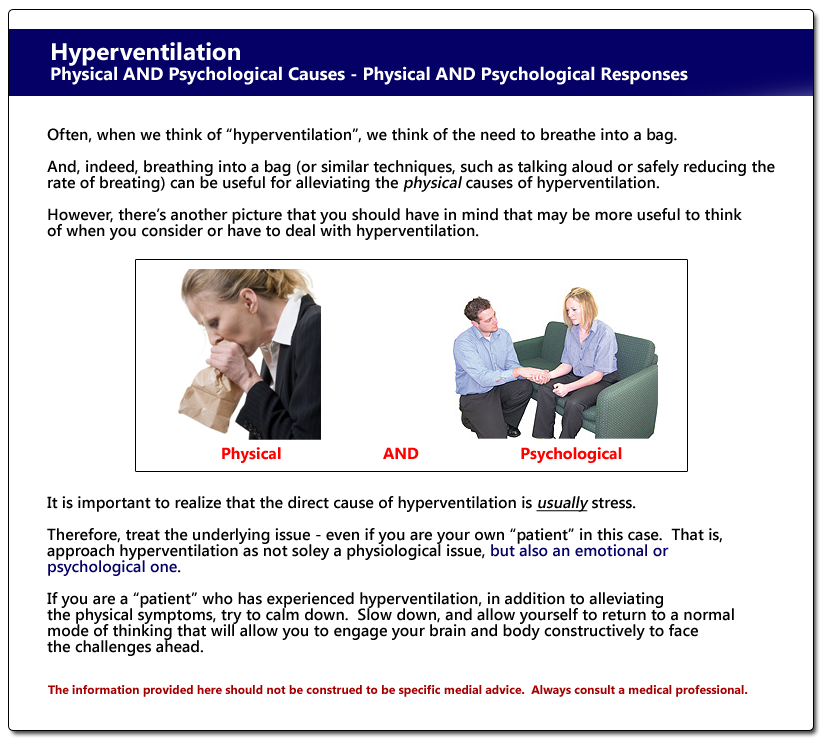 Hyperventilation
Physical AND Psychological Causes - Physical AND Psychological Responses
Often, when we think of “hyperventilation”, we think of the need to breathe into a bag.
And, indeed, breathing into a bag (or similar techniques, such as talking aloud or safely reducing the
rate of breating) can be useful for alleviating the physical causes of hyperventilation.
However, there’s another picture that you should have in mind that may be more useful to think
of when you consider or have to deal with hyperventilation.
Physical AND Psychological
It is important to realize that the direct cause of hyperventilation is usually stress.
Therefore, treat the underlying issue - even if you are your own “patient” in this case. That is,
approach hyperventilation as not soley a physiological issue, but also an emotional or
psychological one.
If you are a “patient” who has experienced hyperventilation, in addition to alleviating
the physical symptoms, try to calm down. Slow down, and allow yourself to return to a normal
mode of thinking that will allow you to engage your brain and body constructively to face
the challenges ahead.
The information provided here should not be construed to be specific medial advice. Always consult a medical professional.